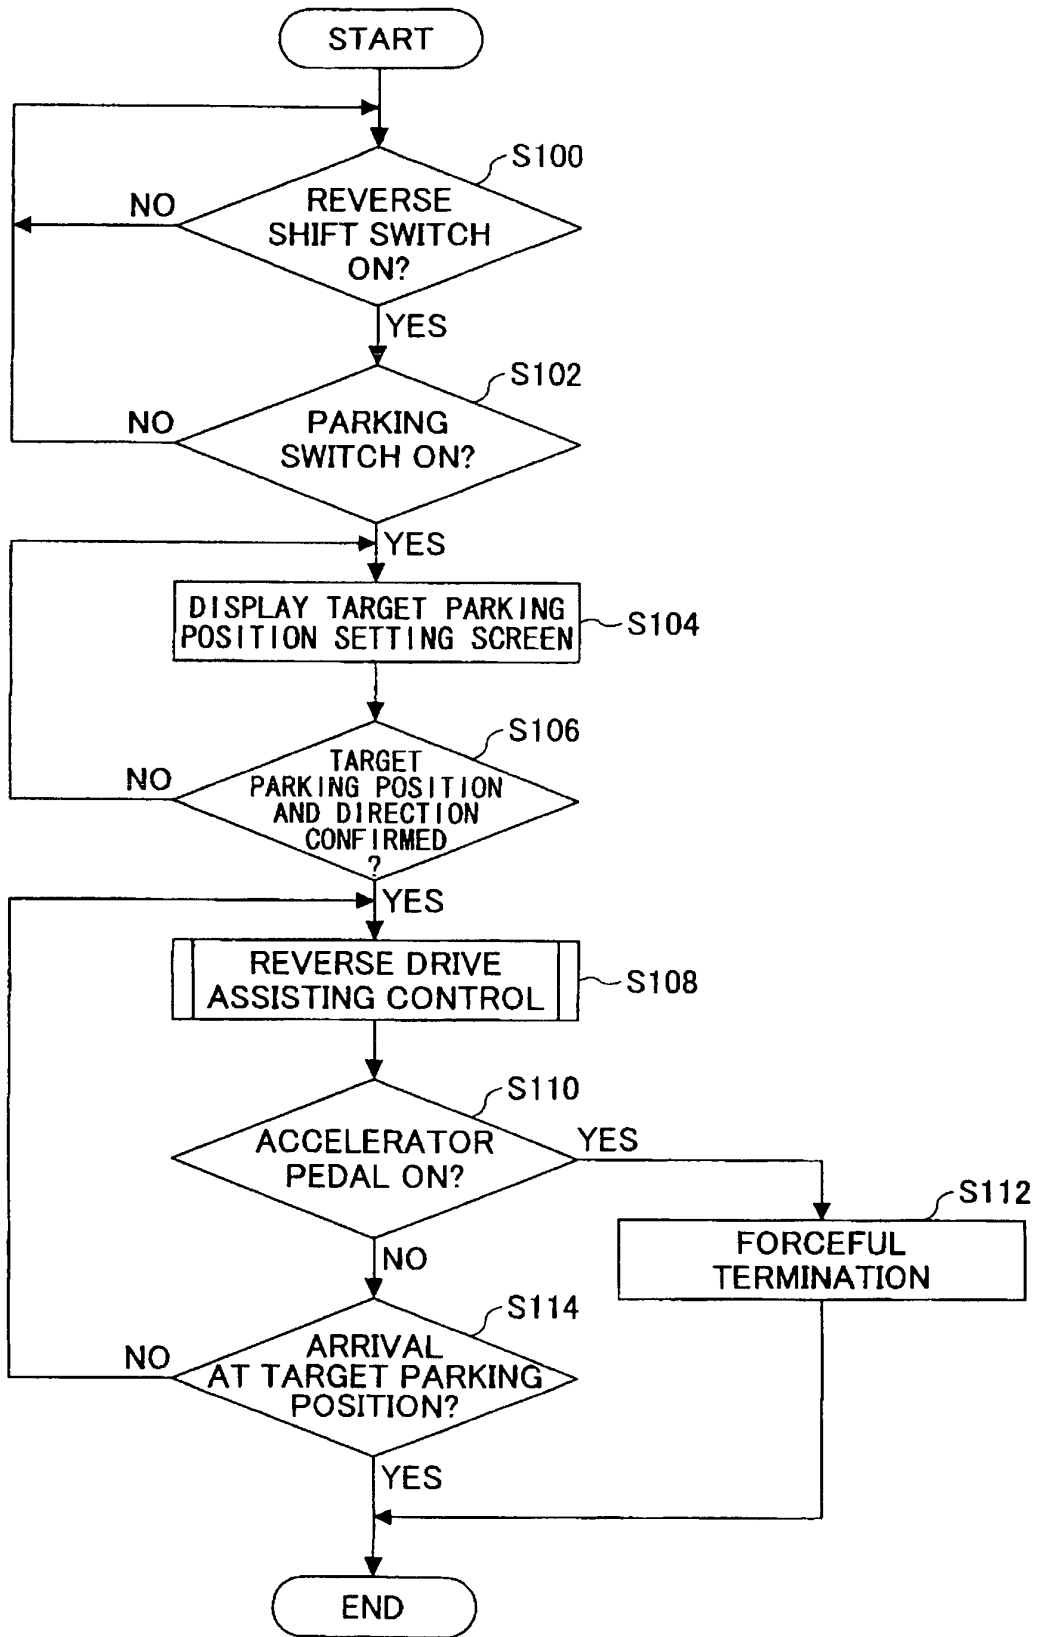 START
S100
REVERSE
SHIFT SWITCH
ON?
NO
YES
S102
PARKING
SWITCH ON?
NO
YES
DISPLAY TARGET PARKING
POSITION SETTING SCREEN
S104
S106
TARGET
PARKING POSITION
AND DIRECTION
CONFIRMED
?
NO
YES
REVERSE DRIVE
ASSISTING CONTROL
S108
S110
ACCELERATOR
PEDAL ON?
YES
S112
FORCEFUL
TERMINATION
NO
S114
ARRIVAL
AT TARGET PARKING
POSITION?
NO
YES
END